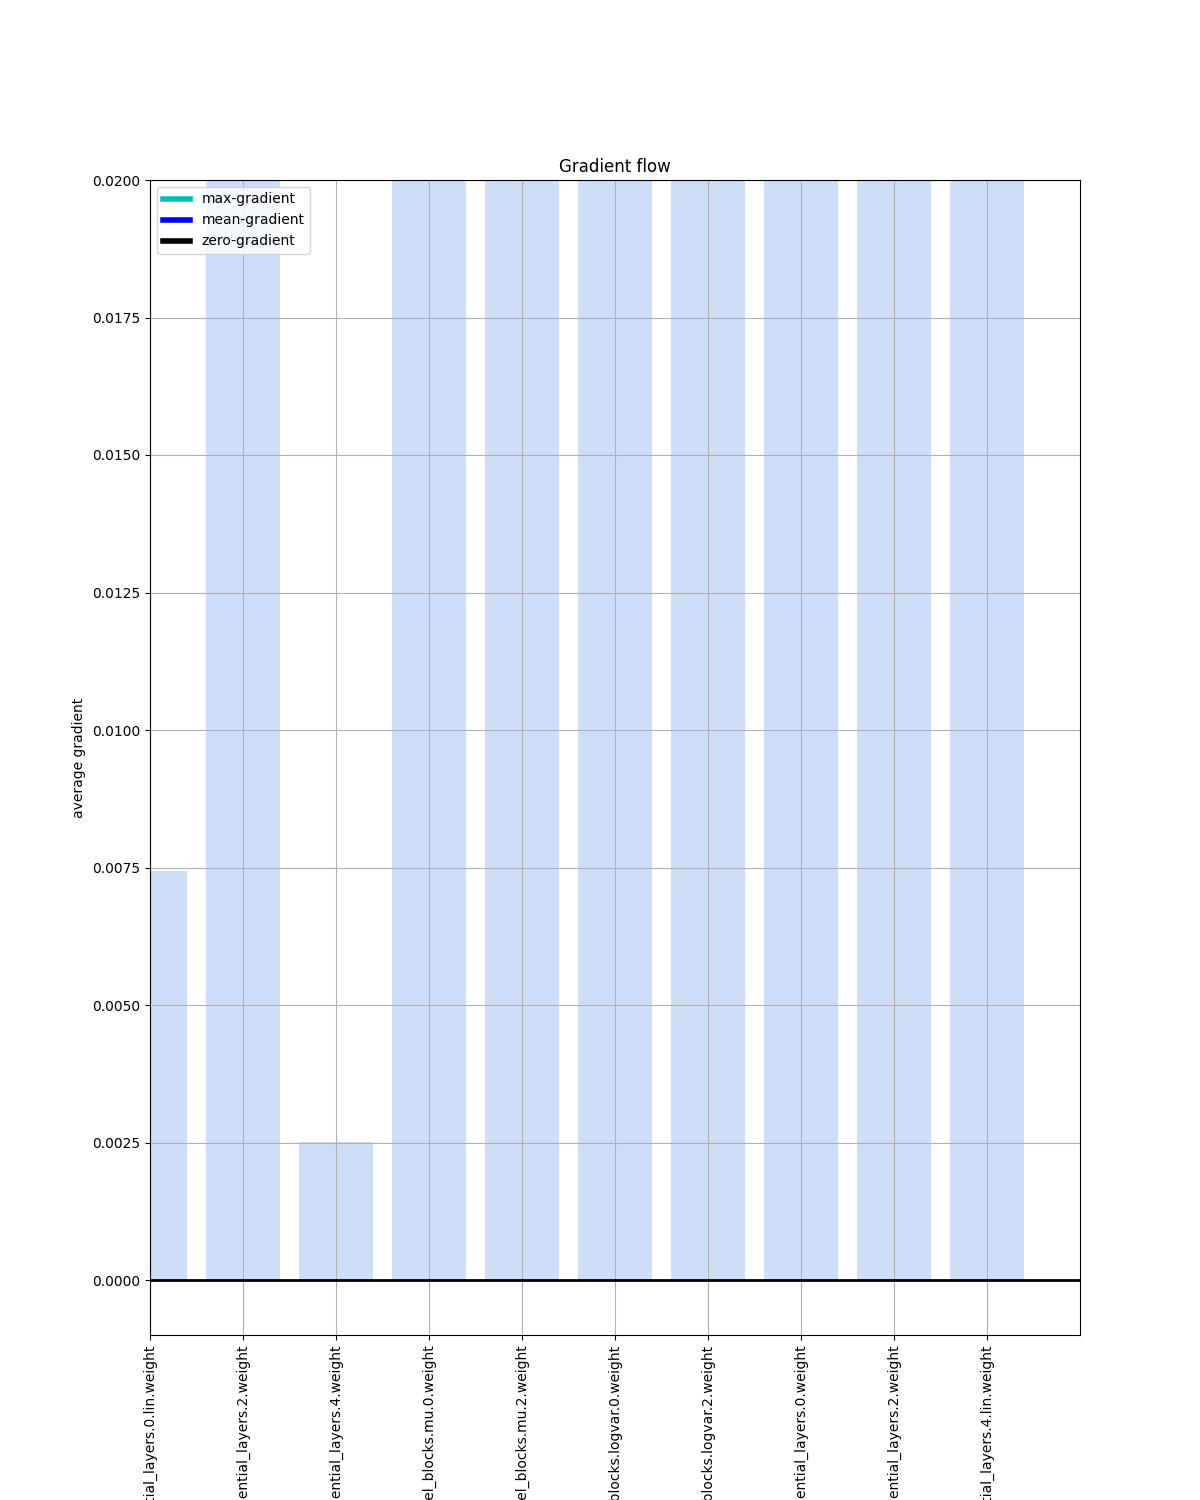 Gradient flow
max-gradient
mean-gradient
zero-gradient
0.0200
0.0175
0.0150
0.0125
0.0100
0.0075
0.0050
0.0025
0.0000
average gradient
tial_layers.0.lin.weight
ential_layers.2.weight
ential_layers.4.weight
el_blocks.mu.0.weight
el_blocks.mu.2.weight
blocks.logvar.0.weight
blocks.logvar.2.weight
ential_layers.0.weight
ential_layers.2.weight
tial_layers.4.lin.weight